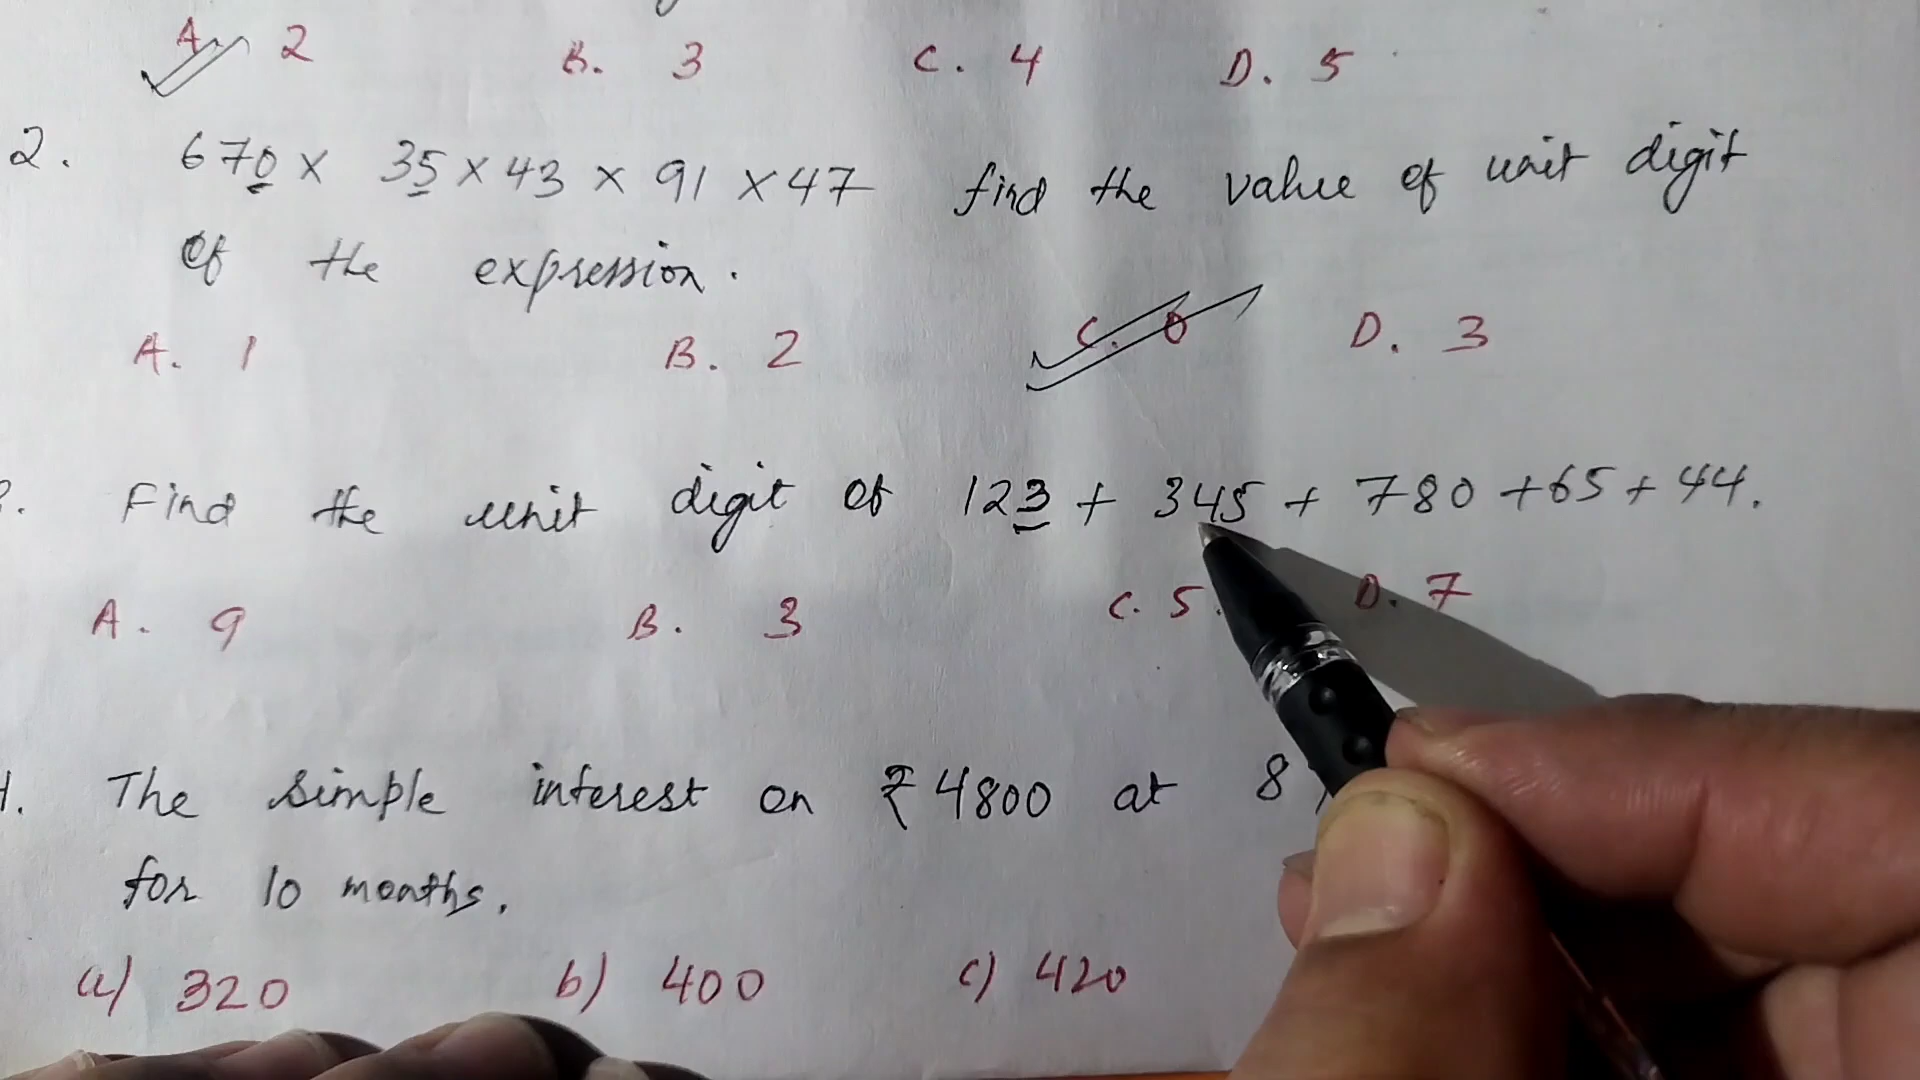 A. 2 B. 3 C. 4 D. 5
2. 670 × 35 × 43 × 91 × 47 find the value of unit digit
of the expression.
A. 1 B. 2 C. 0 D. 3
Find the unit digit of 123 + 345 + 780 + 65 + 44.
A. 9 B. 3 C. 5. D. 7
The simple interest on ₹ 4800 at 8
for 10 months.
a) 320 b) 400 c) 420